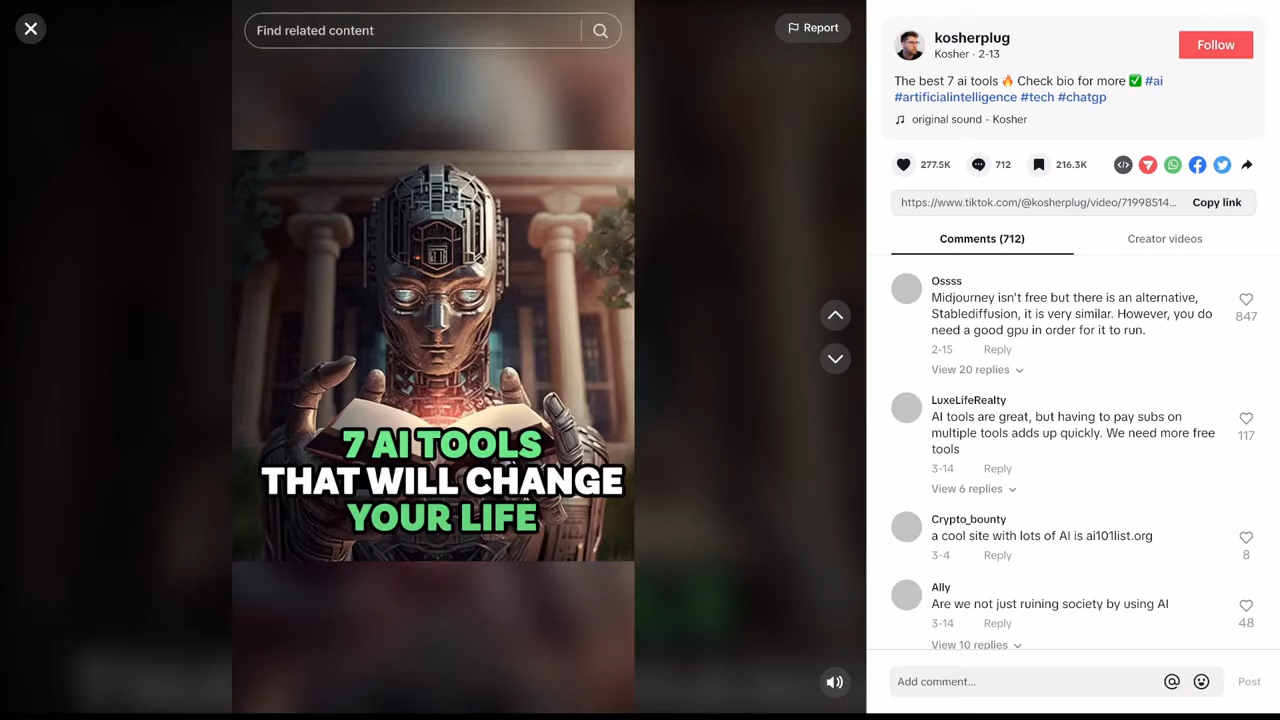 Find related content
Report
7 AI TOOLS
THAT WILL CHANGE
YOUR LIFE
kosherplug
Kosher · 2-13
Follow
The best 7 ai tools 🔥 Check bio for more ✅ #ai
#artificialintelligence #tech #chatgp
original sound - Kosher
277.5K
712
216.3K
https://www.tiktok.com/@kosherplug/video/71998514...
Copy link
Comments (712)
Creator videos
Ossss
Midjourney isn't free but there is an alternative,
Stablediffusion, it is very similar. However, you do
need a good gpu in order for it to run.
847
2-15
Reply
View 20 replies
LuxeLifeRealty
AI tools are great, but having to pay subs on
multiple tools adds up quickly. We need more free
tools
117
3-14
Reply
View 6 replies
Crypto_bounty
a cool site with lots of AI is ai101list.org
8
3-4
Reply
Ally
Are we not just ruining society by using AI
48
3-14
Reply
View 10 replies
Add comment...
Post